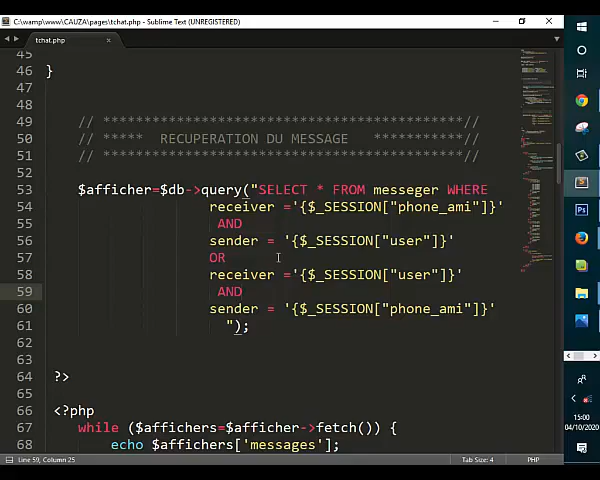 C:\wamp\www\CAUZA\pages\tchat.php - Sublime Text (UNREGISTERED)
tchat.php
45
46 }
47
48
49 // ********************************************//
50 // ***** RECUPERATION DU MESSAGE ***********//
51 // ********************************************//
52
53 $afficher=$db->query("SELECT * FROM messeger WHERE
54 receiver ='{$_SESSION["phone_ami"]}'
55 AND
56 sender = '{$_SESSION["user"]}'
57 OR
58 receiver ='{$_SESSION["user"]}'
59 AND
60 sender = '{$_SESSION["phone_ami"]}'
61 ");
62
63
64 ?>
65
66 <?php
67 while ($affichers=$afficher->fetch()) {
68 echo $affichers['messages'];
Line 59, Column 25
Tab Size: 4
PHP
Ps
15:00
04/10/2020